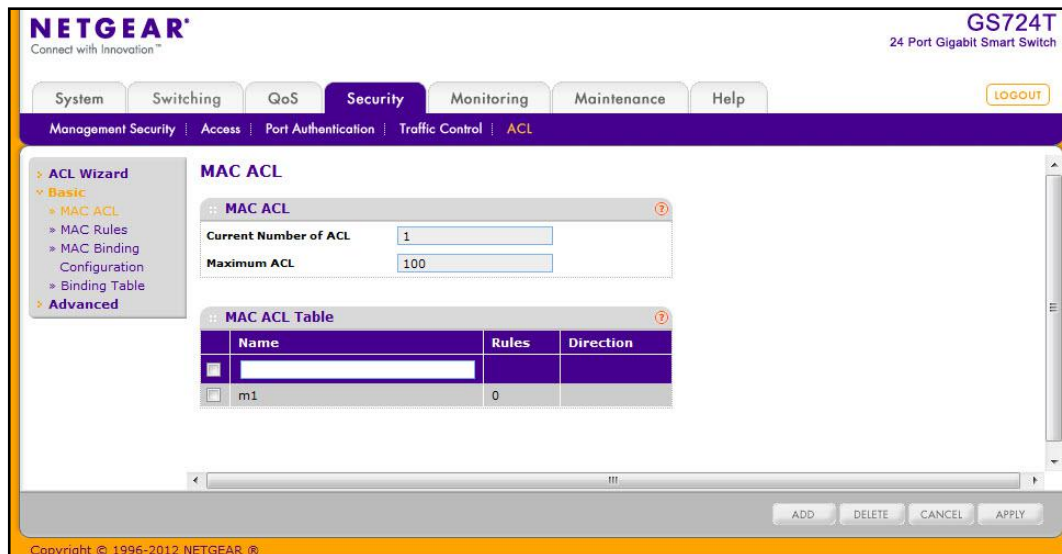 NETGEAR®
Connect with Innovation™
GS724T
24 Port Gigabit Smart Switch
System
Switching
QoS
Security
Monitoring
Maintenance
Help
LOGOUT
Management Security
Access
Port Authentication
Traffic Control
ACL
ACL Wizard
Basic
» MAC ACL
» MAC Rules
» MAC Binding
Configuration
» Binding Table
Advanced
MAC ACL
MAC ACL
?
Current Number of ACL 1
Maximum ACL 100
MAC ACL Table
?
Name Rules Direction
m1 0
ADD
DELETE
CANCEL
APPLY
Copyright © 1996-2012 NETGEAR ®